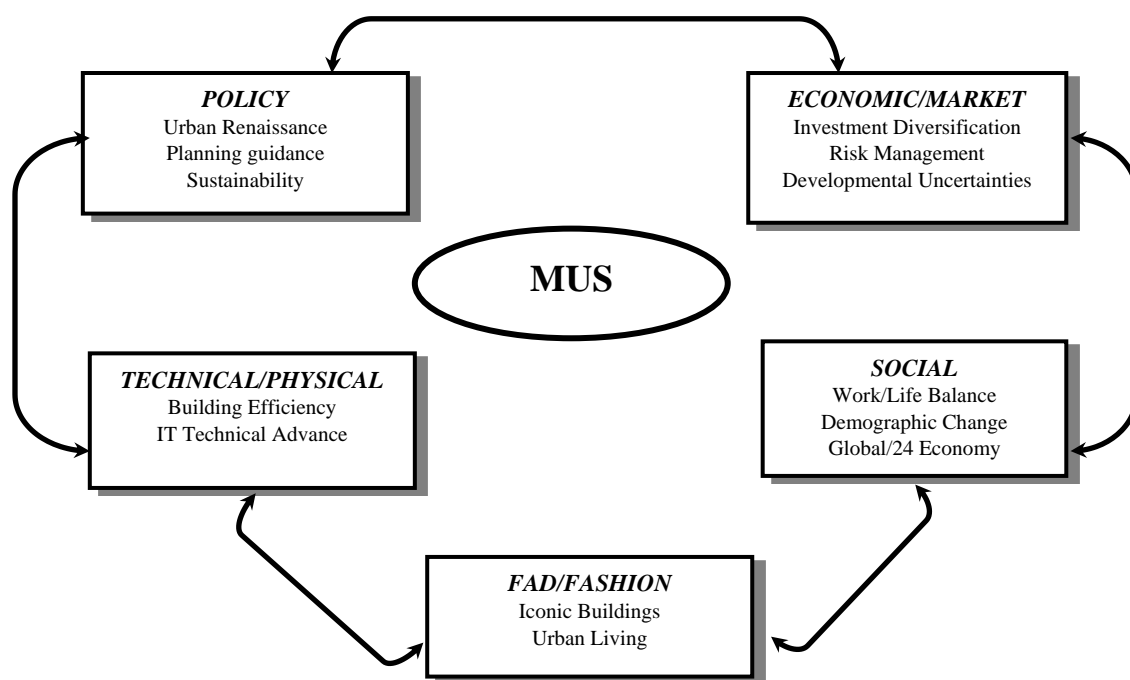 POLICY
Urban Renaissance
Planning guidance
Sustainability
ECONOMIC/MARKET
Investment Diversification
Risk Management
Developmental Uncertainties
MUS
TECHNICAL/PHYSICAL
Building Efficiency
IT Technical Advance
SOCIAL
Work/Life Balance
Demographic Change
Global/24 Economy
FAD/FASHION
Iconic Buildings
Urban Living